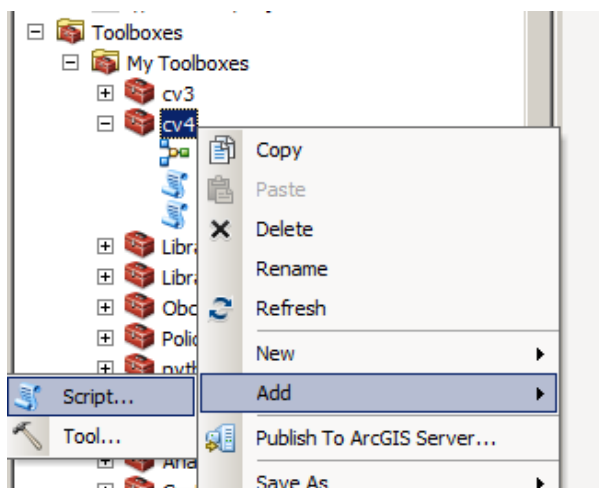 Toolboxes
My Toolboxes
cv3
cv4
Copy
Paste
Delete
Rename
Refresh
New
Add
Script...
Tool...
Publish To ArcGIS Server...
Save As